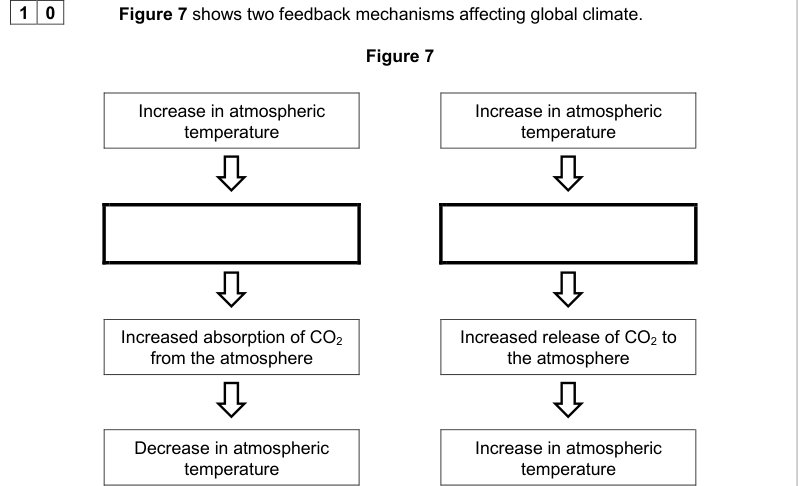 1 0 Figure 7 shows two feedback mechanisms affecting global climate.
Figure 7
Increase in atmospheric
temperature
Increase in atmospheric
temperature
Increased absorption of CO₂
from the atmosphere
Increased release of CO₂ to
the atmosphere
Decrease in atmospheric
temperature
Increase in atmospheric
temperature